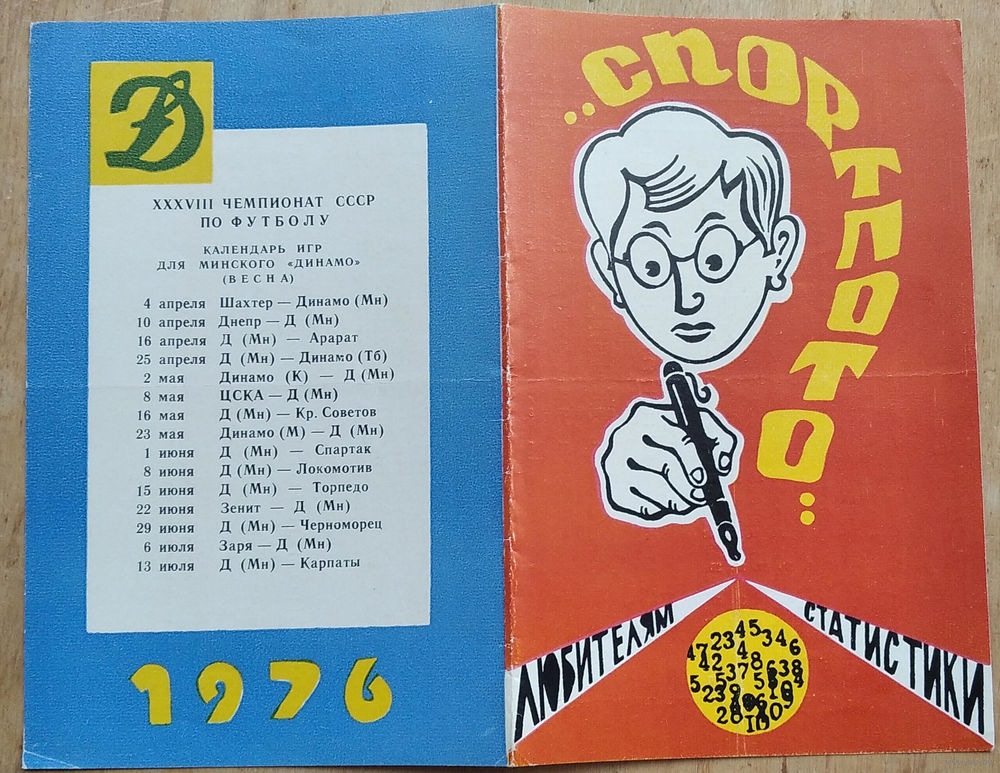 Д
XXXVIII ЧЕМПИОНАТ СССР
ПО ФУТБОЛУ
КАЛЕНДАРЬ ИГР
ДЛЯ МИНСКОГО «ДИНАМО»
(ВЕСНА)
4 апреля Шахтер — Динамо (Мн)
10 апреля Днепр — Д (Мн)
16 апреля Д (Мн) — Арарат
25 апреля Д (Мн) — Динамо (Тб)
2 мая Динамо (К) — Д (Мн)
8 мая ЦСКА — Д (Мн)
16 мая Д (Мн) — Кр. Советов
23 мая Динамо (М) — Д (Мн)
1 июня Д (Мн) — Спартак
8 июня Д (Мн) — Локомотив
15 июня Д (Мн) — Торпедо
22 июня Зенит — Д (Мн)
29 июня Д (Мн) — Черноморец
6 июля Заря — Д (Мн)
13 июля Д (Мн) — Карпаты
1976
..СПОРТЛОТО..
ЛЮБИТЕЛЯМ
СТАТИСТИКИ